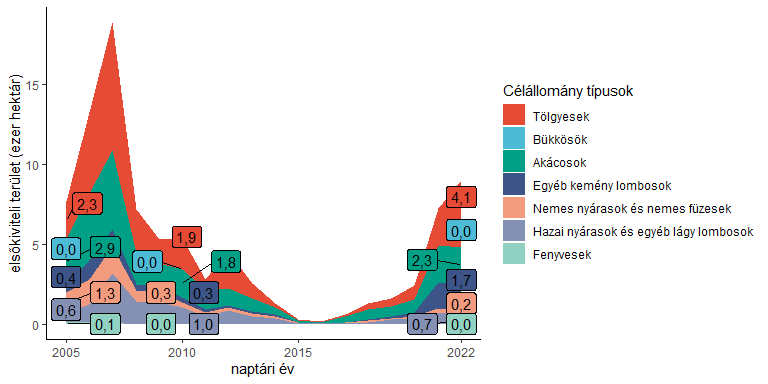 elsőkiviteli terület (ezer hektár)
15
10
5
0
2,3
0,0
2,9
0,4
1,3
0,6
0,1
1,9
0,0
1,8
0,3
0,3
0,0
1,0
4,1
0,0
2,3
1,7
0,2
0,7
0,0
2005
2010
2015
2022
naptári év
Célállomány típusok
Tölgyesek
Bükkösök
Akácosok
Egyéb kemény lombosok
Nemes nyárasok és nemes füzesek
Hazai nyárasok és egyéb lágy lombosok
Fenyvesek